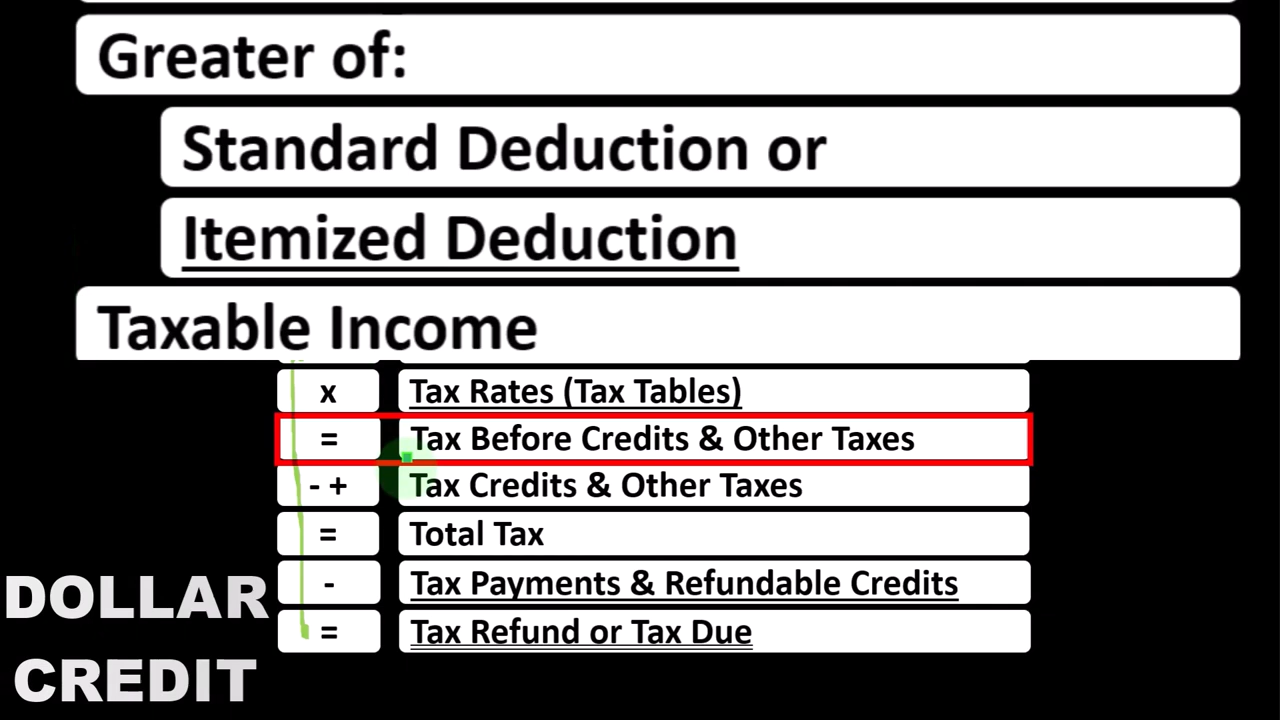 Greater of:
Standard Deduction or
Itemized Deduction
Taxable Income
x Tax Rates (Tax Tables)
= Tax Before Credits & Other Taxes
- + Tax Credits & Other Taxes
= Total Tax
- Tax Payments & Refundable Credits
= Tax Refund or Tax Due
DOLLAR
CREDIT